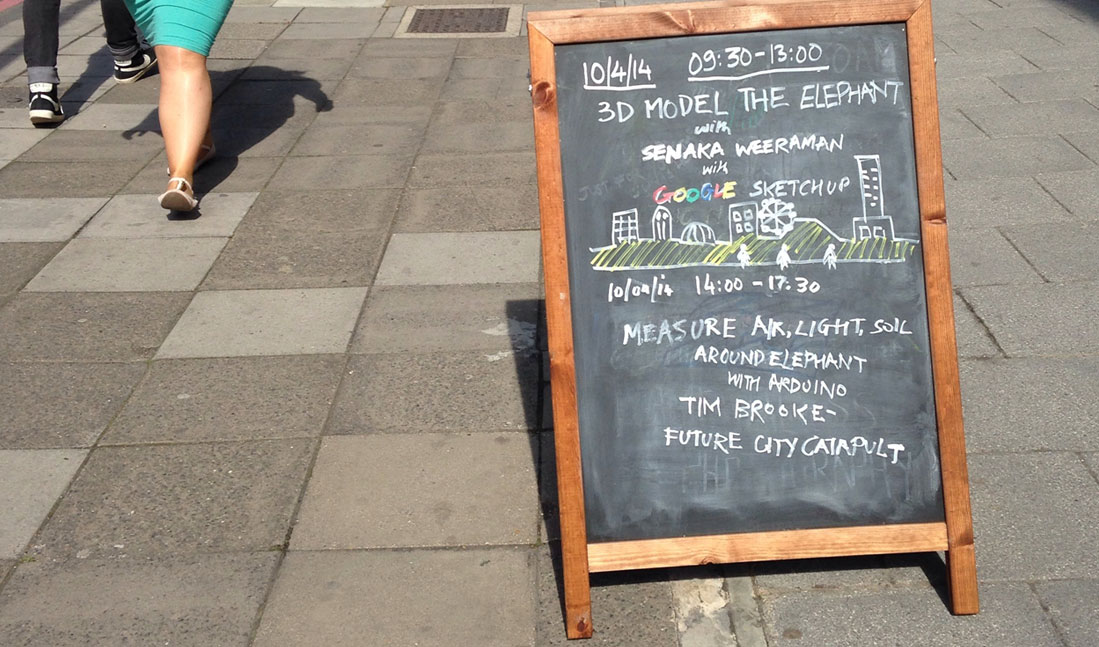 10/4/14 09:30-13:00
3D MODEL THE ELEPHANT
with
SENAKA WEERAMAN
with
GOOGLE SKETCHUP
10/04/14 14:00 - 17:30
MEASURE AIR, LIGHT, SOIL
AROUND ELEPHANT
WITH ARDUINO
TIM BROOKE-
FUTURE CITY CATAPULT